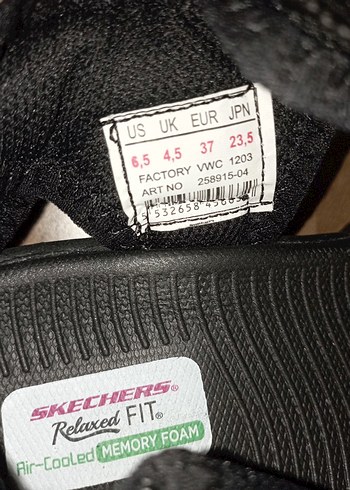 US UK EUR JPN
6,5 4,5 37 23,5
FACTORY VWC 1203
ART NO 258915-04
SKECHERS®
Relaxed FIT®
Air-Cooled MEMORY FOAM